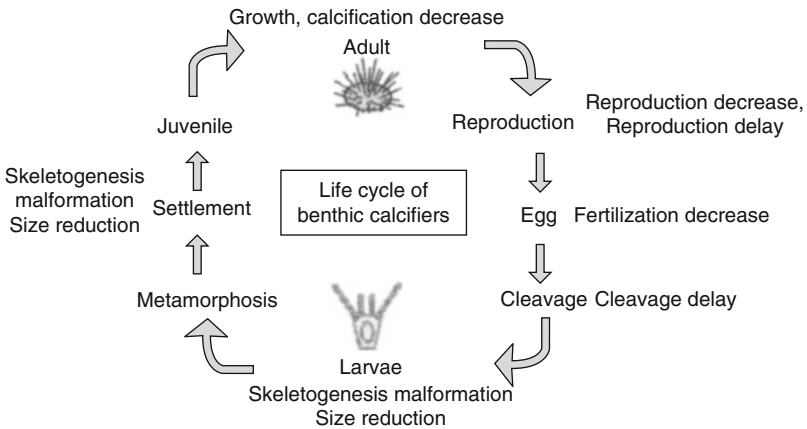 Growth, calcification decrease
Adult
Reproduction
Reproduction decrease,
Reproduction delay
Egg Fertilization decrease
Cleavage Cleavage delay
Larvae
Skeletogenesis malformation
Size reduction
Metamorphosis
Settlement
Skeletogenesis
malformation
Size reduction
Juvenile
Life cycle of
benthic calcifiers